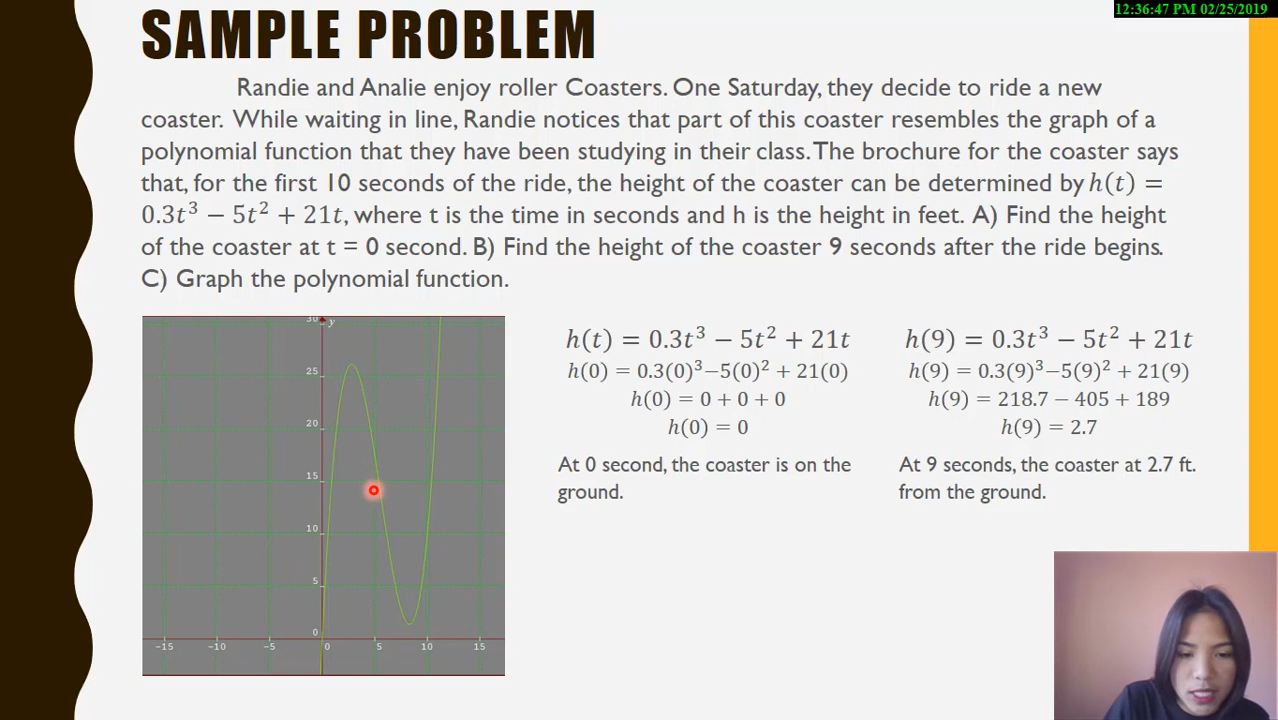 12:36:47 PM 02/25/2019
SAMPLE PROBLEM
Randie and Analie enjoy roller Coasters. One Saturday, they decide to ride a new
coaster. While waiting in line, Randie notices that part of this coaster resembles the graph of a
polynomial function that they have been studying in their class. The brochure for the coaster says
that, for the first 10 seconds of the ride, the height of the coaster can be determined by h(t) =
0.3t³ − 5t² + 21t, where t is the time in seconds and h is the height in feet. A) Find the height
of the coaster at t = 0 second. B) Find the height of the coaster 9 seconds after the ride begins.
C) Graph the polynomial function.
30 y
25
20
15
10
5
0
−15 −10 −5 0 5 10 15
h(t) = 0.3t³ − 5t² + 21t
h(0) = 0.3(0)³−5(0)² + 21(0)
h(0) = 0 + 0 + 0
h(0) = 0
At 0 second, the coaster is on the
ground.
h(9) = 0.3t³ − 5t² + 21t
h(9) = 0.3(9)³−5(9)² + 21(9)
h(9) = 218.7 − 405 + 189
h(9) = 2.7
At 9 seconds, the coaster at 2.7 ft.
from the ground.